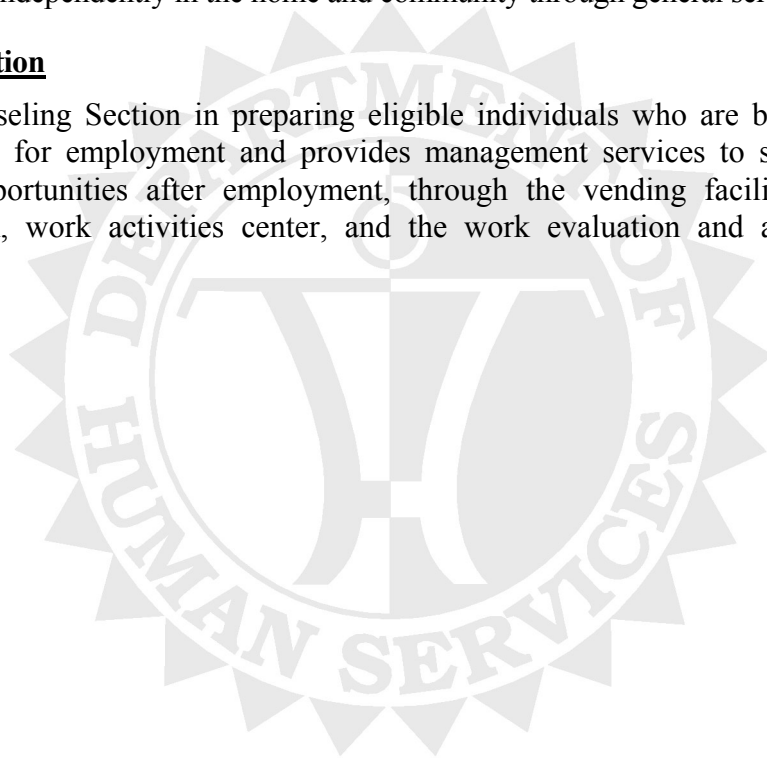 independently in the home and community through general ser
tion
seling Section in preparing eligible individuals who are b
for employment and provides management services to s
portunities after employment, through the vending facili
, work activities center, and the work evaluation and a
DEPARTMENT OF
HUMAN SERVICES